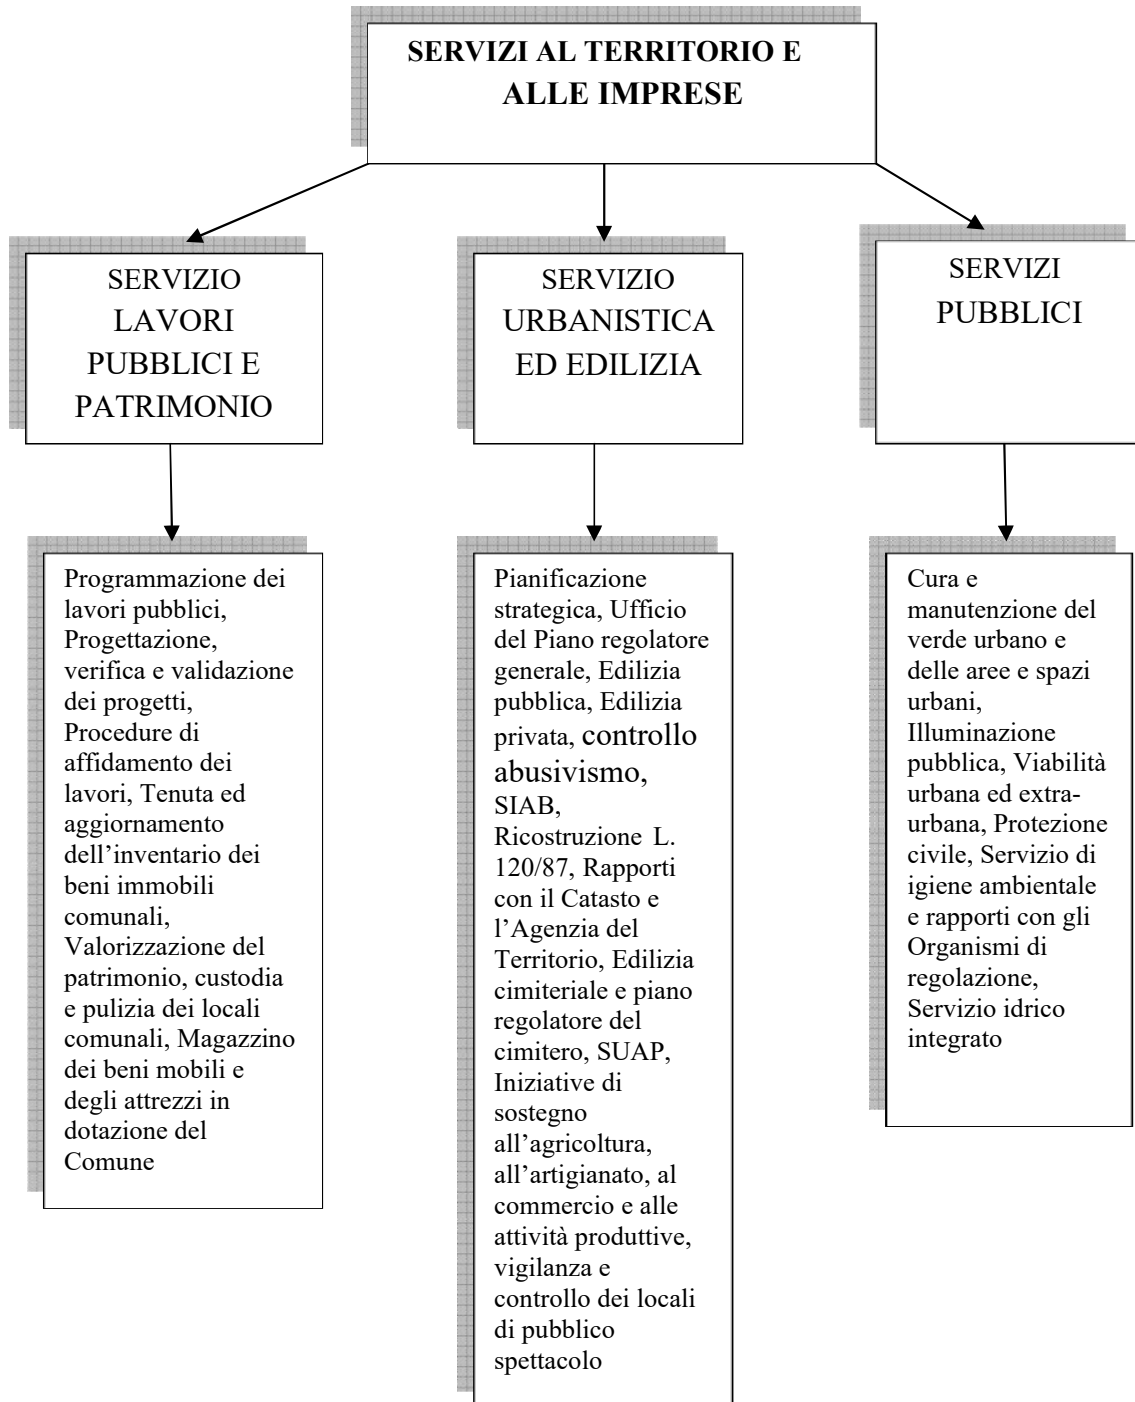 SERVIZI AL TERRITORIO E
ALLE IMPRESE
SERVIZIO
LAVORI
PUBBLICI E
PATRIMONIO
SERVIZIO
URBANISTICA
ED EDILIZIA
SERVIZI
PUBBLICI
Programmazione dei
lavori pubblici,
Progettazione,
verifica e validazione
dei progetti,
Procedure di
affidamento dei
lavori, Tenuta ed
aggiornamento
dell’inventario dei
beni immobili
comunali,
Valorizzazione del
patrimonio, custodia
e pulizia dei locali
comunali, Magazzino
dei beni mobili e
degli attrezzi in
dotazione del
Comune
Pianificazione
strategica, Ufficio
del Piano regolatore
generale, Edilizia
pubblica, Edilizia
privata, controllo
abusivismo,
SIAB,
Ricostruzione L.
120/87, Rapporti
con il Catasto e
l’Agenzia del
Territorio, Edilizia
cimiteriale e piano
regolatore del
cimitero, SUAP,
Iniziative di
sostegno
all’agricoltura,
all’artigianato, al
commercio e alle
attività produttive,
vigilanza e
controllo dei locali
di pubblico
spettacolo
Cura e
manutenzione del
verde urbano e
delle aree e spazi
urbani,
Illuminazione
pubblica, Viabilità
urbana ed extra-
urbana, Protezione
civile, Servizio di
igiene ambientale
e rapporti con gli
Organismi di
regolazione,
Servizio idrico
integrato